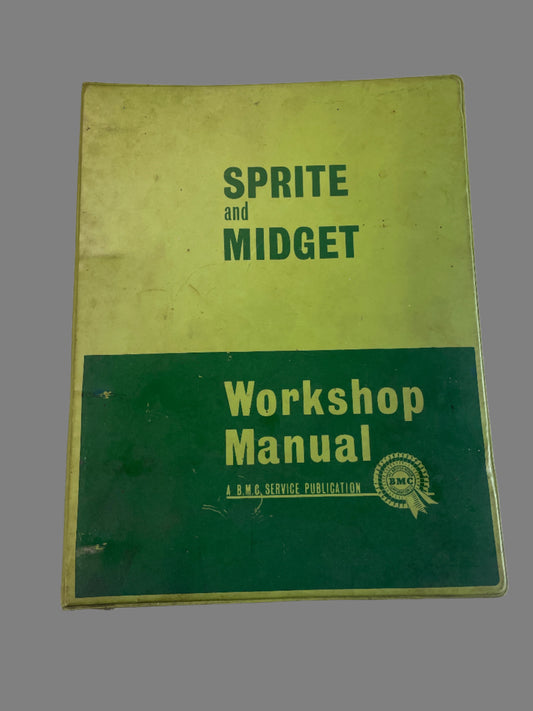 SPRITE
and
MIDGET
Workshop
Manual
A B.M.C. SERVICE PUBLICATION
BMC